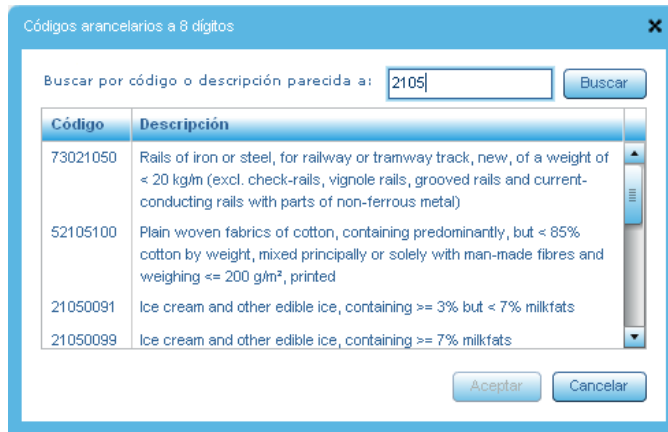 Códigos arancelarios a 8 dígitos
Buscar por código o descripción parecida a: 2105 Buscar
Código Descripción
73021050 Rails of iron or steel, for railway or tramway track, new, of a weight of
< 20 kg/m (excl. check-rails, vignole rails, grooved rails and current-
conducting rails with parts of non-ferrous metal)
52105100 Plain woven fabrics of cotton, containing predominantly, but < 85%
cotton by weight, mixed principally or solely with man-made fibres and
weighing <= 200 g/m², printed
21050091 Ice cream and other edible ice, containing >= 3% but < 7% milkfats
21050099 Ice cream and other edible ice, containing >= 7% milkfats
Aceptar Cancelar